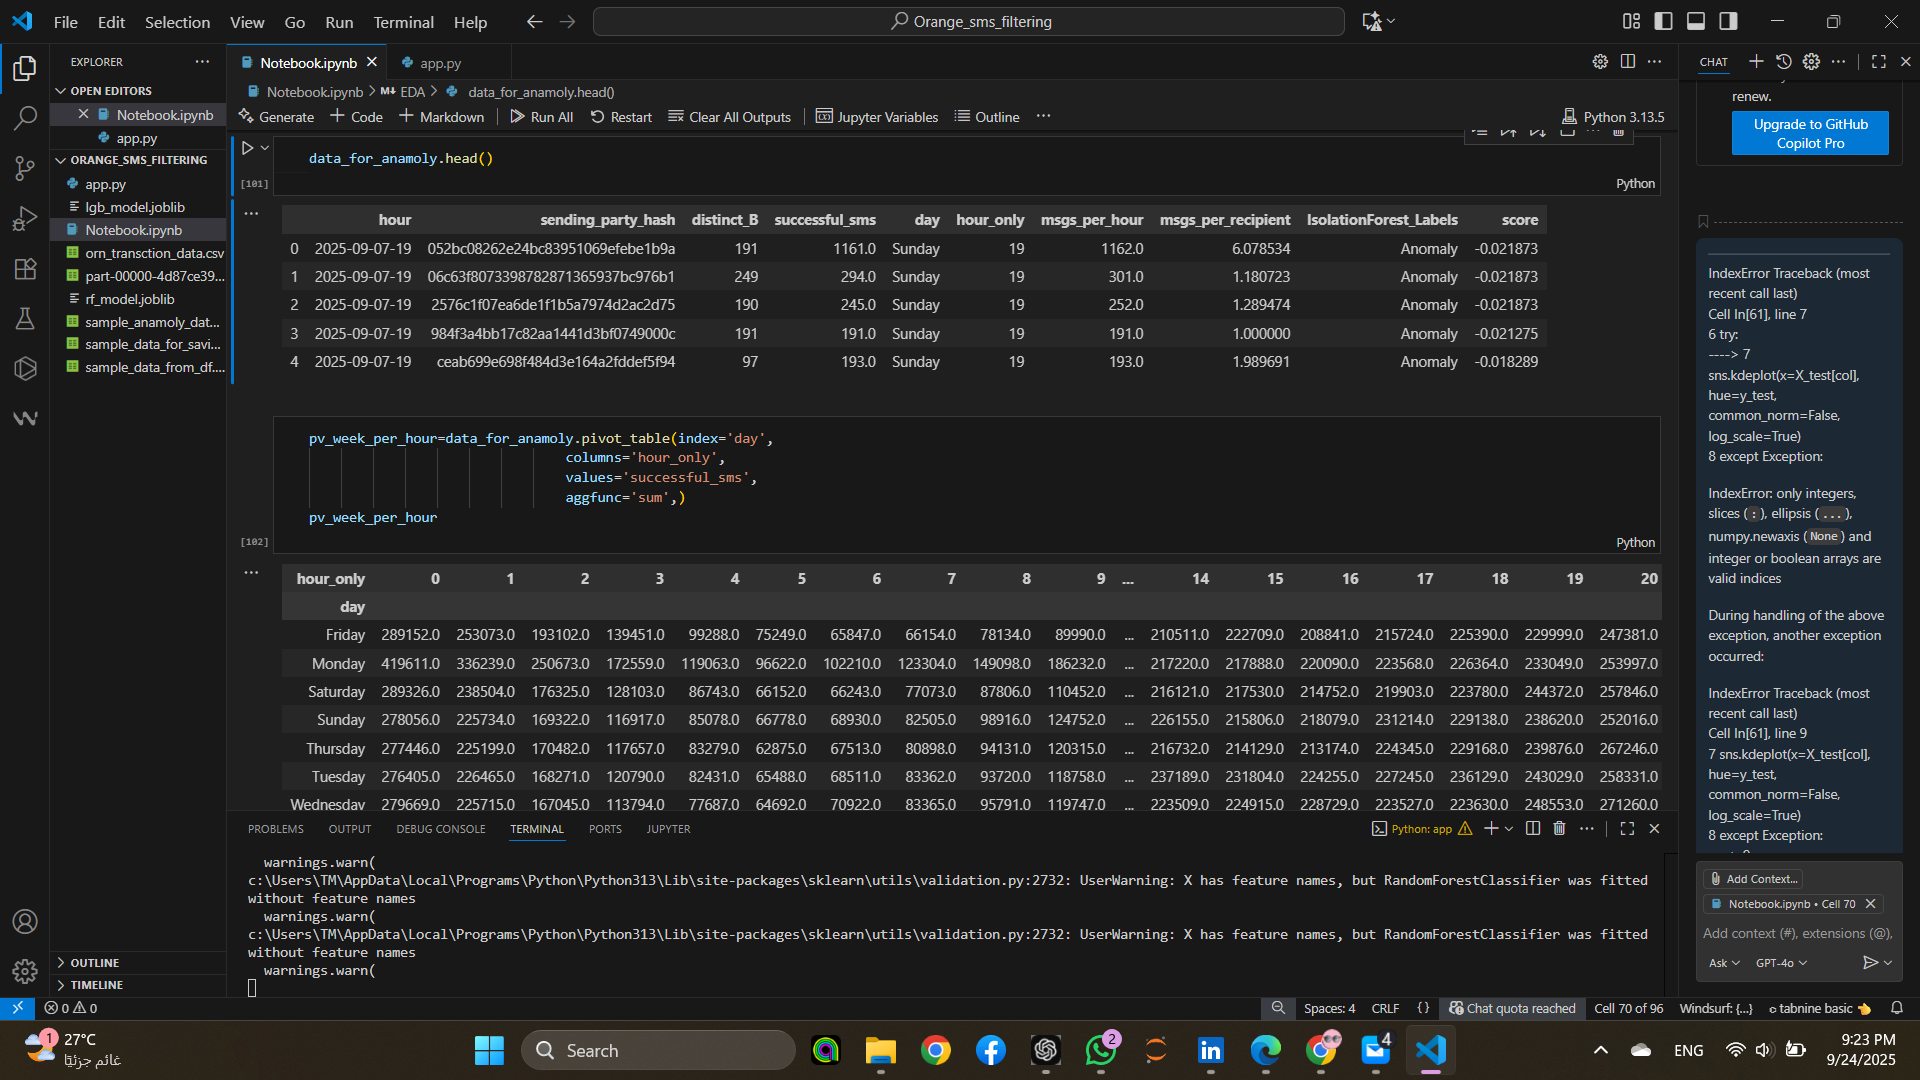 File Edit Selection View Go Run Terminal Help
Orange_sms_filtering
EXPLORER
OPEN EDITORS
Notebook.ipynb
app.py
ORANGE_SMS_FILTERING
app.py
lgb_model.joblib
Notebook.ipynb
orn_transction_data.csv
part-00000-4d87ce39...
rf_model.joblib
sample_anamoly_dat...
sample_data_for_savi...
sample_data_from_df....
OUTLINE
TIMELINE
Notebook.ipynb app.py
Notebook.ipynb > M↓ EDA > data_for_anamoly.head()
Generate + Code + Markdown Run All Restart Clear All Outputs Jupyter Variables Outline ... Python 3.13.5
data_for_anamoly.head()
[101] Python
hour sending_party_hash distinct_B successful_sms day hour_only msgs_per_hour msgs_per_recipient IsolationForest_Labels score
0 2025-09-07-19 052bc08262e24bc83951069efebe1b9a 191 1161.0 Sunday 19 1162.0 6.078534 Anomaly -0.021873
1 2025-09-07-19 06c63f8073398782871365937bc976b1 249 294.0 Sunday 19 301.0 1.180723 Anomaly -0.021873
2 2025-09-07-19 2576c1f07ea6de1f1b5a7974d2ac2d75 190 245.0 Sunday 19 252.0 1.289474 Anomaly -0.021873
3 2025-09-07-19 984f3a4bb17c82aa1441d3bf0749000c 191 191.0 Sunday 19 191.0 1.000000 Anomaly -0.021275
4 2025-09-07-19 ceab699e698f484d3e164a2fddef5f94 97 193.0 Sunday 19 193.0 1.989691 Anomaly -0.018289
pv_week_per_hour=data_for_anamoly.pivot_table(index='day',
columns='hour_only',
values='successful_sms',
aggfunc='sum',)
pv_week_per_hour
[102] Python
hour_only 0 1 2 3 4 5 6 7 8 9 ... 14 15 16 17 18 19 20
day
Friday 289152.0 253073.0 193102.0 139451.0 99288.0 75249.0 65847.0 66154.0 78134.0 89990.0 ... 210511.0 222709.0 208841.0 215724.0 225390.0 229999.0 247381.0
Monday 419611.0 336239.0 250673.0 172559.0 119063.0 96622.0 102210.0 123304.0 149098.0 186232.0 ... 217220.0 217888.0 220090.0 223568.0 226364.0 233049.0 253997.0
Saturday 289326.0 238504.0 176325.0 128103.0 86743.0 66152.0 66243.0 77073.0 87806.0 110452.0 ... 216121.0 217530.0 214752.0 219903.0 223780.0 244372.0 257846.0
Sunday 278056.0 225734.0 169322.0 116917.0 85078.0 66778.0 68930.0 82505.0 98916.0 124752.0 ... 226155.0 215806.0 218079.0 231214.0 229138.0 238620.0 252016.0
Thursday 277446.0 225199.0 170482.0 117657.0 83279.0 62875.0 67513.0 80898.0 94131.0 120315.0 ... 216732.0 214129.0 213174.0 224345.0 229168.0 239876.0 267246.0
Tuesday 276405.0 226465.0 168271.0 120790.0 82431.0 65488.0 68511.0 83362.0 93720.0 118758.0 ... 237189.0 231804.0 224255.0 227245.0 236129.0 243029.0 258331.0
Wednesday 279669.0 225715.0 167045.0 113794.0 77687.0 64692.0 70922.0 83365.0 95791.0 119747.0 ... 223509.0 224915.0 228729.0 223527.0 223630.0 248553.0 271260.0
PROBLEMS OUTPUT DEBUG CONSOLE TERMINAL PORTS JUPYTER
Python: app
warnings.warn(
c:\Users\TM\AppData\Local\Programs\Python\Python313\Lib\site-packages\sklearn\utils\validation.py:2732: UserWarning: X has feature names, but RandomForestClassifier was fitted
without feature names
warnings.warn(
c:\Users\TM\AppData\Local\Programs\Python\Python313\Lib\site-packages\sklearn\utils\validation.py:2732: UserWarning: X has feature names, but RandomForestClassifier was fitted
without feature names
warnings.warn(
CHAT
renew.
Upgrade to GitHub
Copilot Pro
IndexError Traceback (most
recent call last)
Cell In[61], line 7
6 try:
----> 7
sns.kdeplot(x=X_test[col],
hue=y_test,
common_norm=False,
log_scale=True)
8 except Exception:
IndexError: only integers,
slices (:), ellipsis (...),
numpy.newaxis (None) and
integer or boolean arrays are
valid indices
During handling of the above
exception, another exception
occurred:
IndexError Traceback (most
recent call last)
Cell In[61], line 9
7 sns.kdeplot(x=X_test[col],
hue=y_test,
common_norm=False,
log_scale=True)
8 except Exception:
Add Context...
Notebook.ipynb • Cell 70
Add context (#), extensions (@),
Ask GPT-4o
0 0
Spaces: 4 CRLF {} Chat quota reached Cell 70 of 96 Windsurf: {...} tabnine basic
1
27°C
غائم جزئيًا
Search
2
4
ENG
9:23 PM
9/24/2025